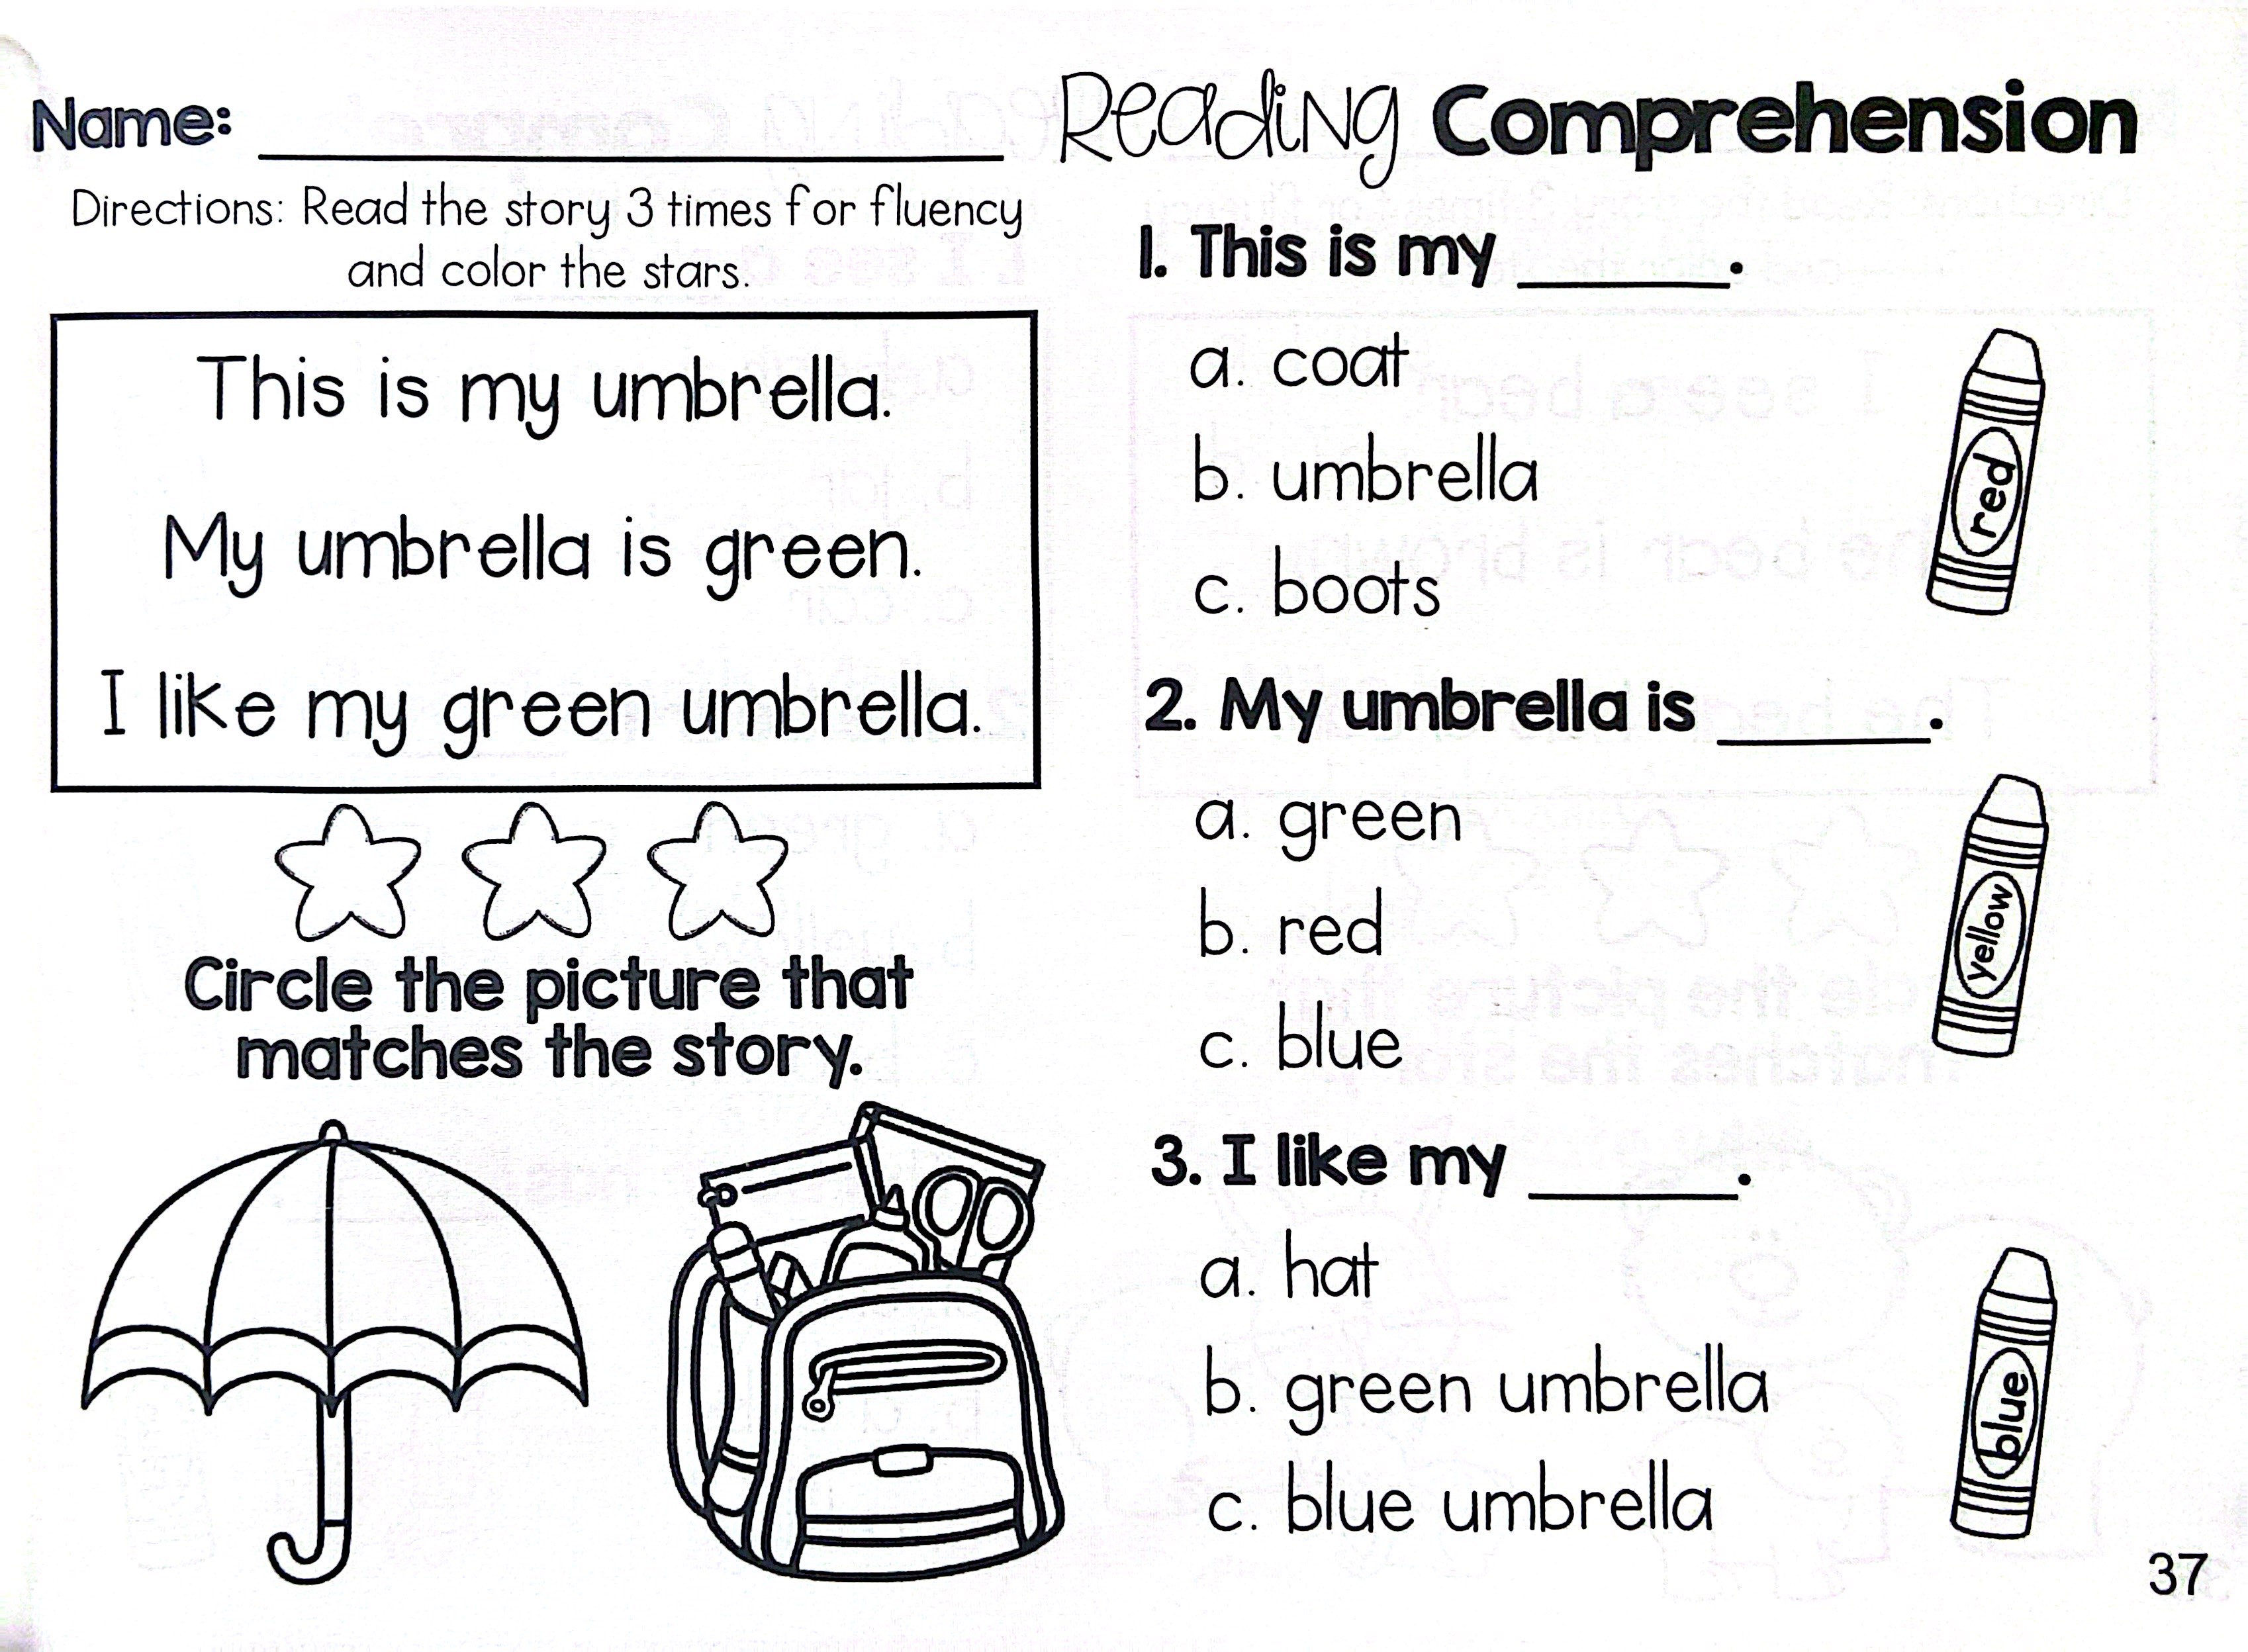 Name:
Directions: Read the story 3 times for fluency
and color the stars.
This is my umbrella.
My umbrella is green.
I like my green umbrella.
Circle the picture that
matches the story.
Reading Comprehension
1. This is my ______.
a. coat
b. umbrella
c. boots
red
2. My umbrella is ______.
a. green
b. red
c. blue
yellow
3. I like my ______.
a. hat
b. green umbrella
c. blue umbrella
blue
37